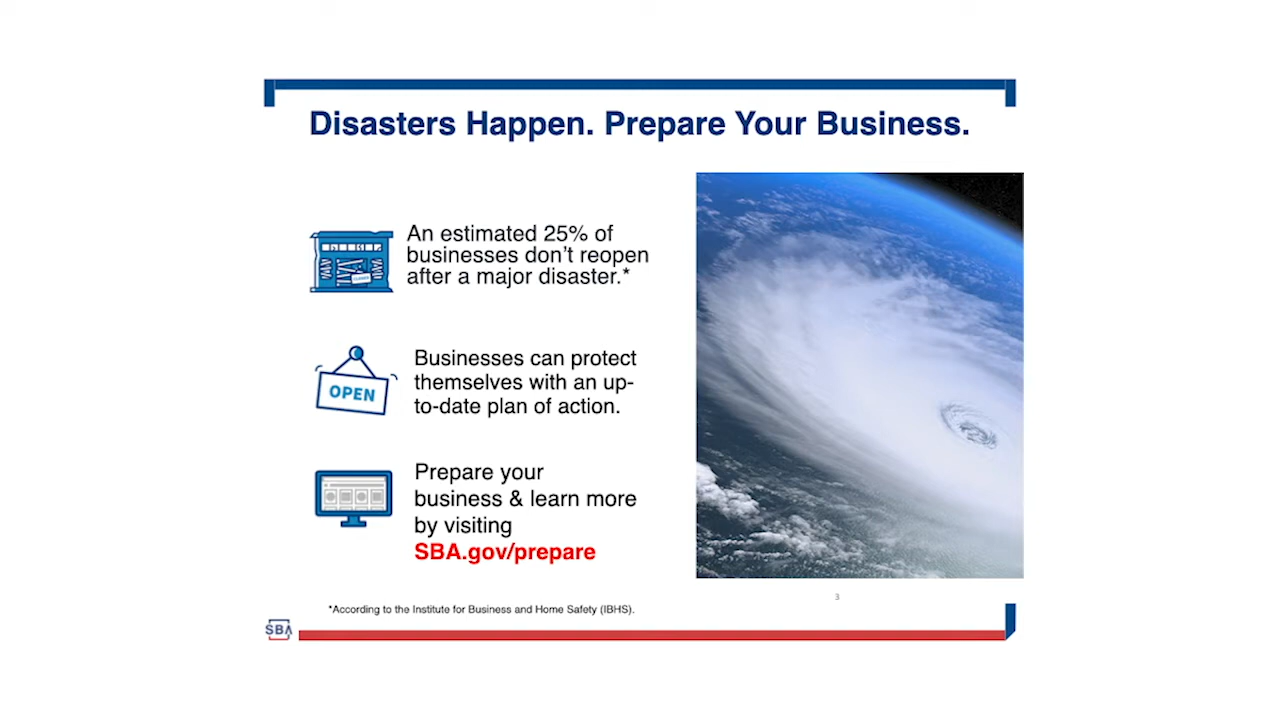 Disasters Happen. Prepare Your Business.
An estimated 25% of
businesses don't reopen
after a major disaster.*
OPEN
Businesses can protect
themselves with an up-
to-date plan of action.
Prepare your
business & learn more
by visiting
SBA.gov/prepare
3
*According to the Institute for Business and Home Safety (IBHS).
SBA